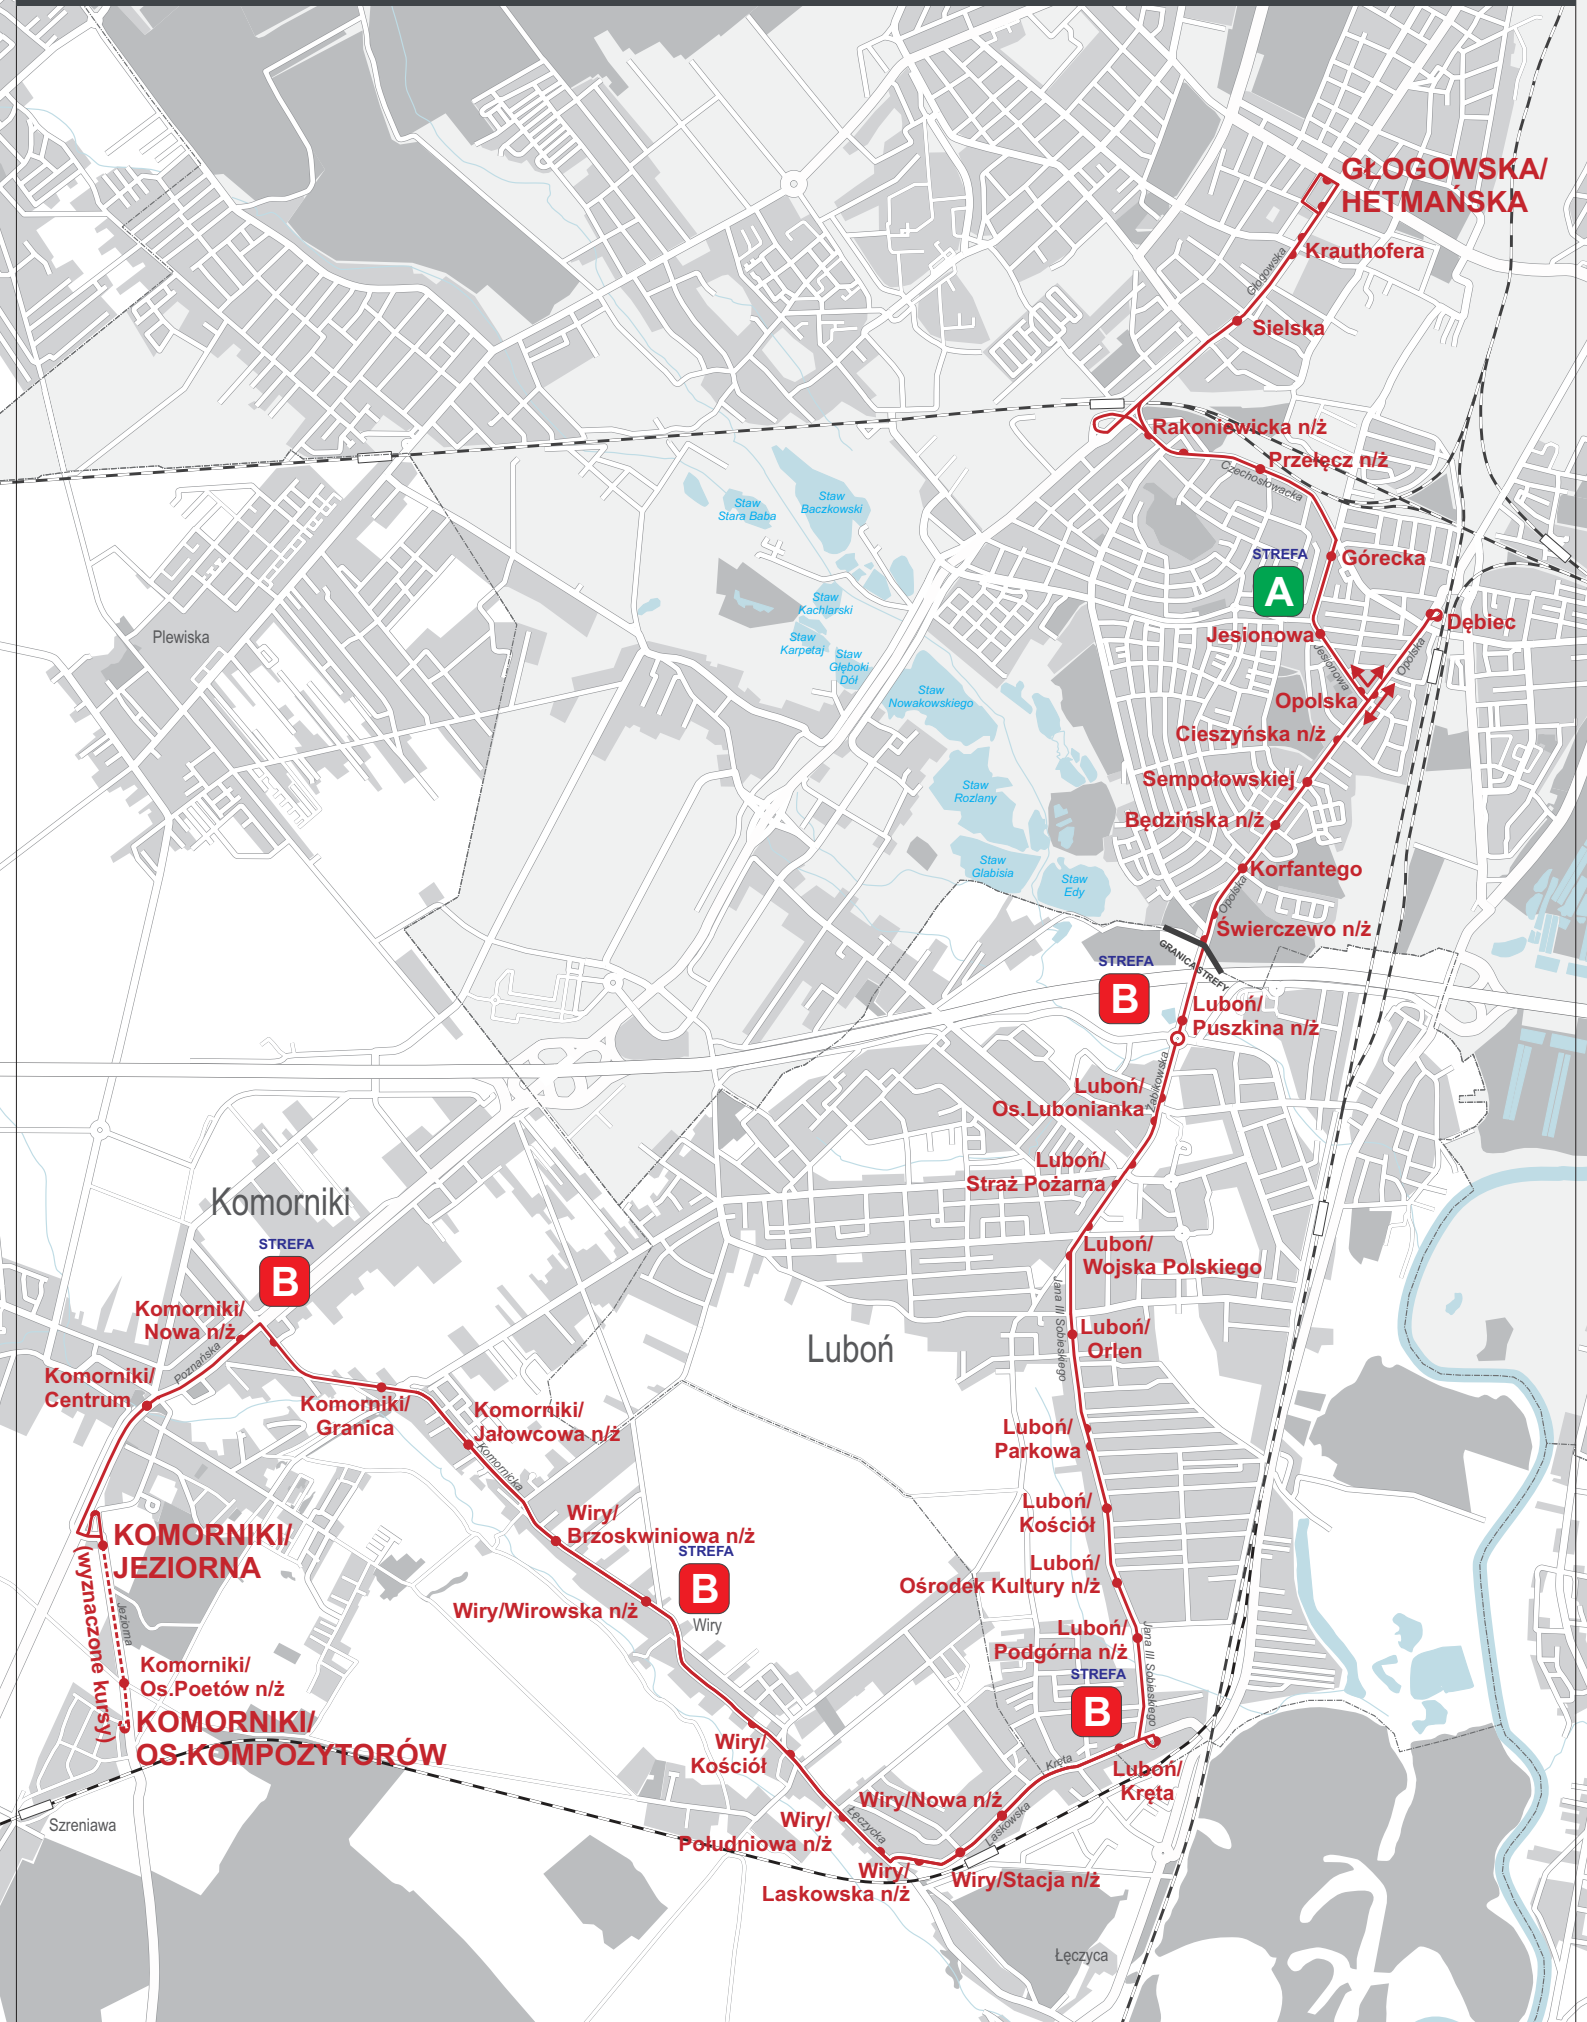 GŁOGOWSKA/
HETMAŃSKA
Krauthofera
Głogowska
Sielska
Rakoniewicka n/ż
Przełęcz n/ż
Czechosłowacka
Staw
Stara Baba
Staw
Baczkowski
STREFA
A
Górecka
Staw
Kachlarski
Dębiec
Plewiska
Staw
Karpetaj
Jesionowa
Jesionowa
Opolska
Staw
Głęboki
Dół
Staw
Nowakowskiego
Opolska
Cieszyńska n/ż
Sempołowskiej
Staw
Rozlany
Będzińska n/ż
Staw
Glabisia
Korfantego
Staw
Edy
Opolska
Świerczewo n/ż
GRANICA STREFY
STREFA
B
Luboń/
Puszkina n/ż
Żabikowska
Luboń/
Os.Lubonianka
Luboń/
Straż Pożarna
Komorniki
STREFA
B
Luboń/
Wojska Polskiego
Jana III Sobieskiego
Komorniki/
Nowa n/ż
Poznańska
Luboń/
Orlen
Luboń
Komorniki/
Centrum
Komorniki/
Granica
Komorniki/
Jałowcowa n/ż
Komornicka
Luboń/
Parkowa
Luboń/
Kościół
Wiry/
Brzoskwiniowa n/ż
KOMORNIKI/
JEZIORNA
(wyznaczone kursy)
Jeziorna
STREFA
B
Wiry
Luboń/
Ośrodek Kultury n/ż
Wiry/Wirowska n/ż
Luboń/
Podgórna n/ż
Jana III Sobieskiego
STREFA
B
Komorniki/
Os.Poetów n/ż
KOMORNIKI/
OS.KOMPOZYTORÓW
Wiry/
Kościół
Kręta
Luboń/
Kręta
Wiry/Nowa n/ż
Laskowska
Szreniawa
Łęczycka
Wiry/
Południowa n/ż
Wiry/
Laskowska n/ż
Wiry/Stacja n/ż
Łęczyca